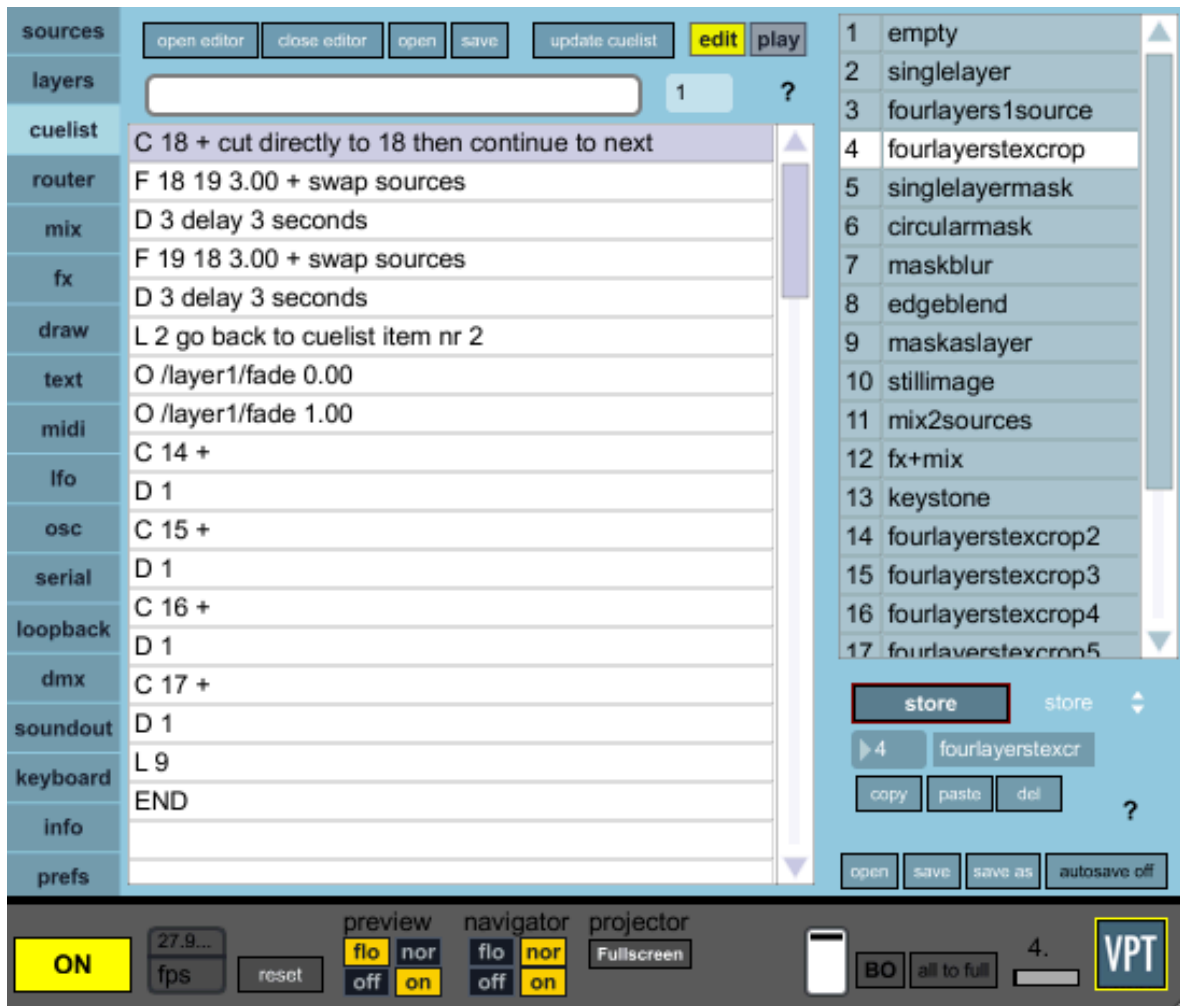 sources
layers
cuelist
router
mix
fx
draw
text
midi
lfo
osc
serial
loopback
dmx
soundout
keyboard
info
prefs
open editor close editor open save update cuelist edit play
1 ?
C 18 + cut directly to 18 then continue to next
F 18 19 3.00 + swap sources
D 3 delay 3 seconds
F 19 18 3.00 + swap sources
D 3 delay 3 seconds
L 2 go back to cuelist item nr 2
O /layer1/fade 0.00
O /layer1/fade 1.00
C 14 +
D 1
C 15 +
D 1
C 16 +
D 1
C 17 +
D 1
L 9
END
1 empty
2 singlelayer
3 fourlayers1source
4 fourlayerstexcrop
5 singlelayermask
6 circularmask
7 maskblur
8 edgeblend
9 maskaslayer
10 stillimage
11 mix2sources
12 fx+mix
13 keystone
14 fourlayerstexcrop2
15 fourlayerstexcrop3
16 fourlayerstexcrop4
17 fourlayerstexcrop5
store store
4 fourlayerstexcr
copy paste del
?
open save save as autosave off
ON
27.9...
fps
reset
preview
flo nor
off on
navigator
flo nor
off on
projector
Fullscreen
BO all to full
4.
VPT